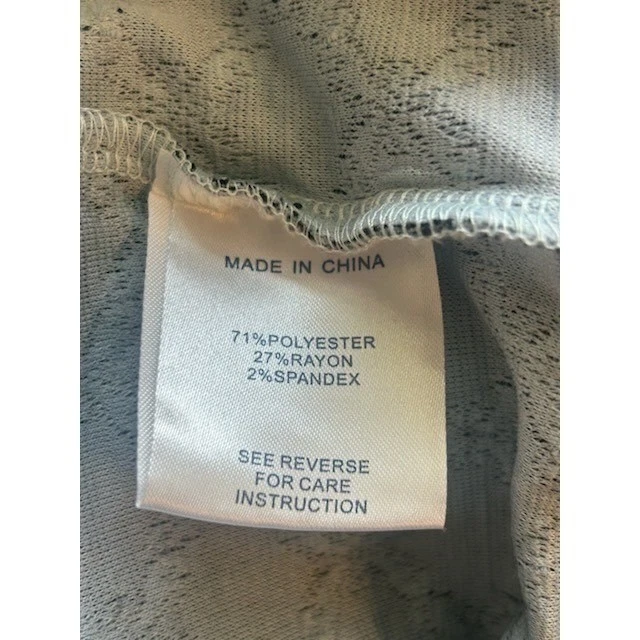 MADE IN CHINA
71%POLYESTER
27%RAYON
2%SPANDEX
SEE REVERSE
FOR CARE
INSTRUCTION